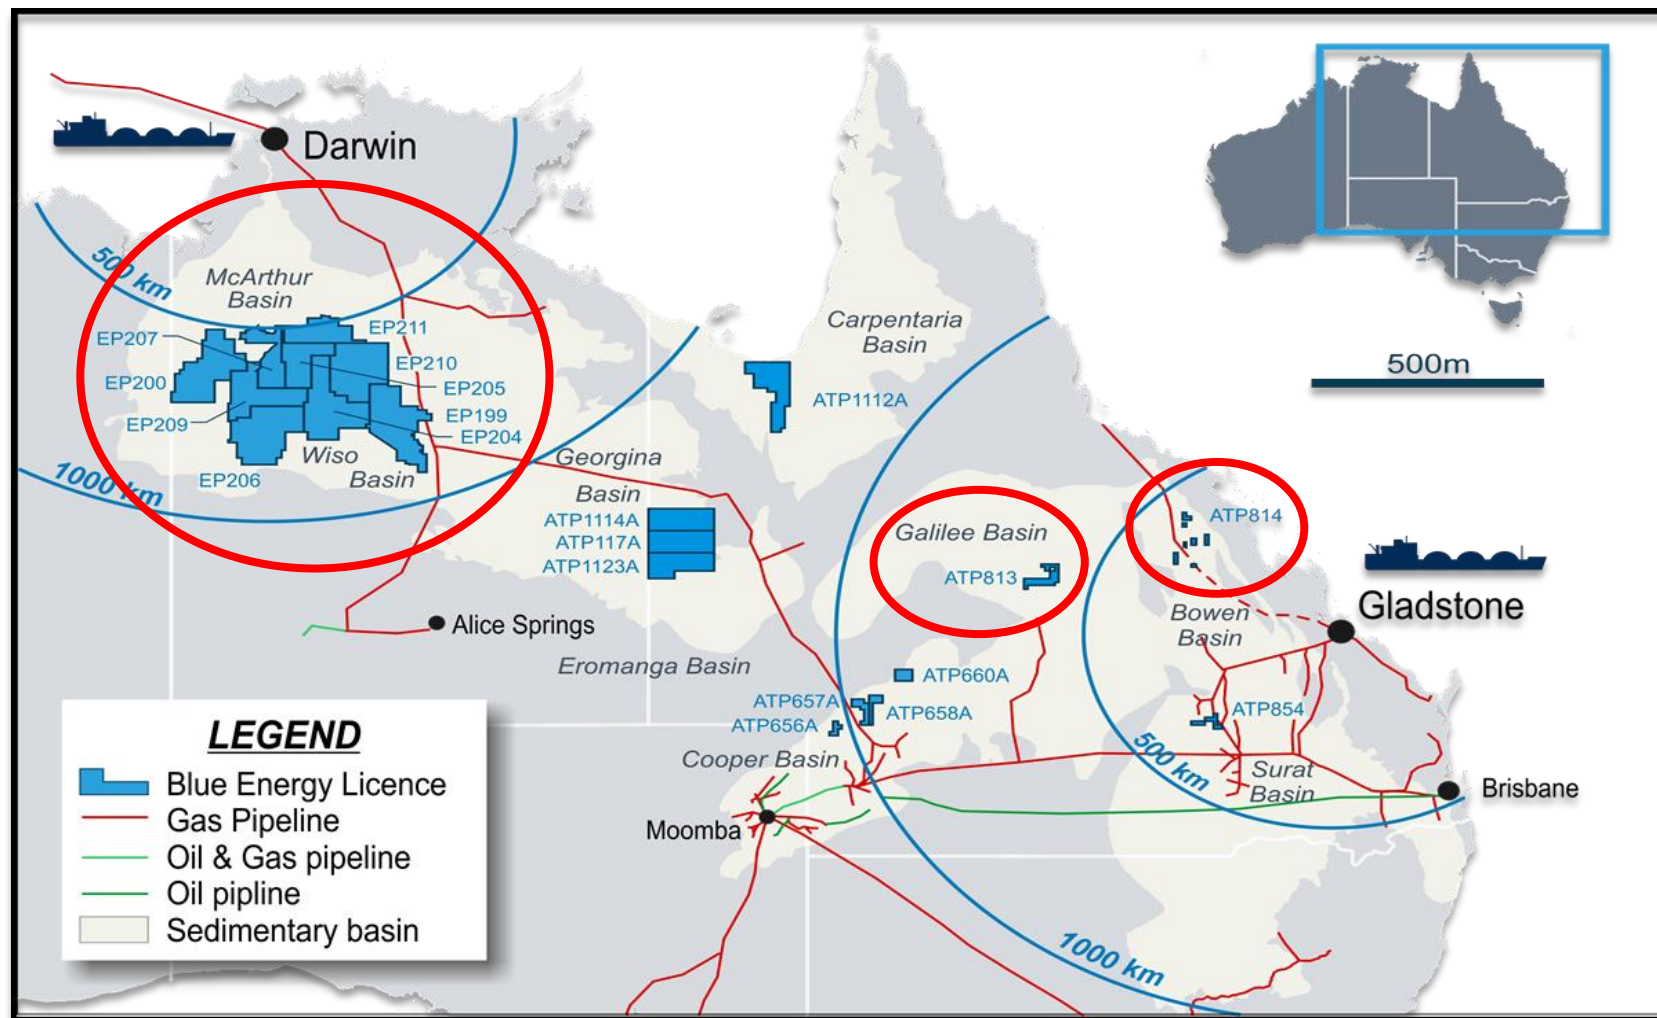 Darwin
500 km
McArthur
Basin
EP207
EP211
EP210
EP200
EP205
EP209
EP199
EP204
Wiso
Basin
EP206
1000 km
Carpentaria
Basin
ATP1112A
500m
Georgina
Basin
ATP1114A
ATP117A
ATP1123A
Galilee Basin
ATP813
ATP814
Bowen
Basin
Gladstone
Alice Springs
Eromanga Basin
ATP660A
ATP657A
ATP658A
ATP656A
ATP854
Cooper Basin
500 km
Surat
Basin
Brisbane
Moomba
1000 km
LEGEND
Blue Energy Licence
Gas Pipeline
Oil & Gas pipeline
Oil pipline
Sedimentary basin